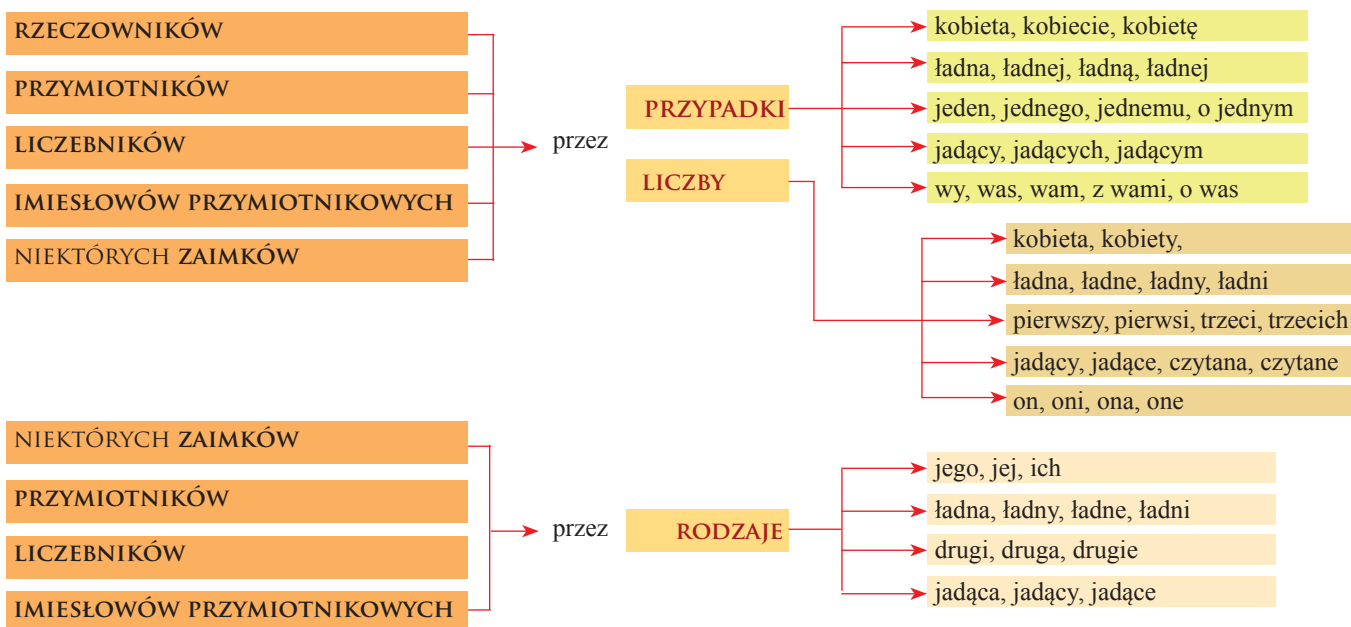 RZECZOWNIKÓW
PRZYMIOTNIKÓW
LICZEBNIKÓW
IMIESŁOWÓW PRZYMIOTNIKOWYCH
NIEKTÓRYCH ZAIMKÓW
przez
PRZYPADKI
LICZBY
kobieta, kobiecie, kobietę
ładna, ładnej, ładną, ładnej
jeden, jednego, jednemu, o jednym
jadący, jadących, jadącym
wy, was, wam, z wami, o was
kobieta, kobiety,
ładna, ładne, ładny, ładni
pierwszy, pierwsi, trzeci, trzecich
jadący, jadące, czytana, czytane
on, oni, ona, one
NIEKTÓRYCH ZAIMKÓW
PRZYMIOTNIKÓW
LICZEBNIKÓW
IMIESŁOWÓW PRZYMIOTNIKOWYCH
przez
RODZAJE
jego, jej, ich
ładna, ładny, ładne, ładni
drugi, druga, drugie
jadąca, jadący, jadące